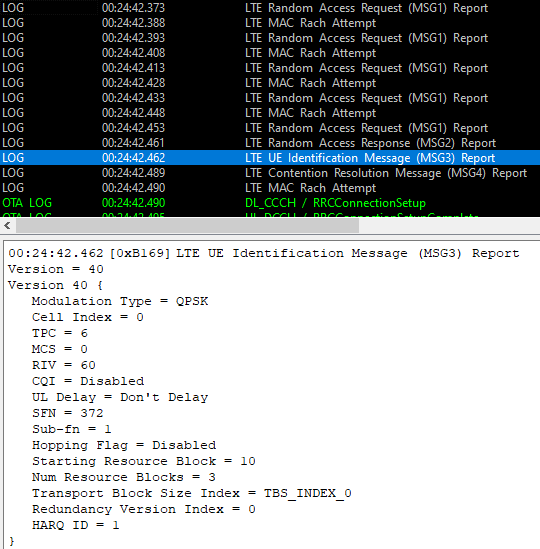 LOG 00:24:42.373 LTE Random Access Request (MSG1) Report
LOG 00:24:42.388 LTE MAC Rach Attempt
LOG 00:24:42.393 LTE Random Access Request (MSG1) Report
LOG 00:24:42.408 LTE MAC Rach Attempt
LOG 00:24:42.413 LTE Random Access Request (MSG1) Report
LOG 00:24:42.428 LTE MAC Rach Attempt
LOG 00:24:42.433 LTE Random Access Request (MSG1) Report
LOG 00:24:42.448 LTE MAC Rach Attempt
LOG 00:24:42.453 LTE Random Access Request (MSG1) Report
LOG 00:24:42.461 LTE Random Access Response (MSG2) Report
LOG 00:24:42.462 LTE UE Identification Message (MSG3) Report
LOG 00:24:42.489 LTE Contention Resolution Message (MSG4) Report
LOG 00:24:42.490 LTE MAC Rach Attempt
OTA LOG 00:24:42.490 DL_CCCH / RRCConnectionSetup
OTA LOG 00:24:42.495 UL_DCCH / RRCConnectionSetupComplete
00:24:42.462 [0xB169] LTE UE Identification Message (MSG3) Report
Version = 40
Version 40 {
Modulation Type = QPSK
Cell Index = 0
TPC = 6
MCS = 0
RIV = 60
CQI = Disabled
UL Delay = Don't Delay
SFN = 372
Sub-fn = 1
Hopping Flag = Disabled
Starting Resource Block = 10
Num Resource Blocks = 3
Transport Block Size Index = TBS_INDEX_0
Redundancy Version Index = 0
HARQ ID = 1
}